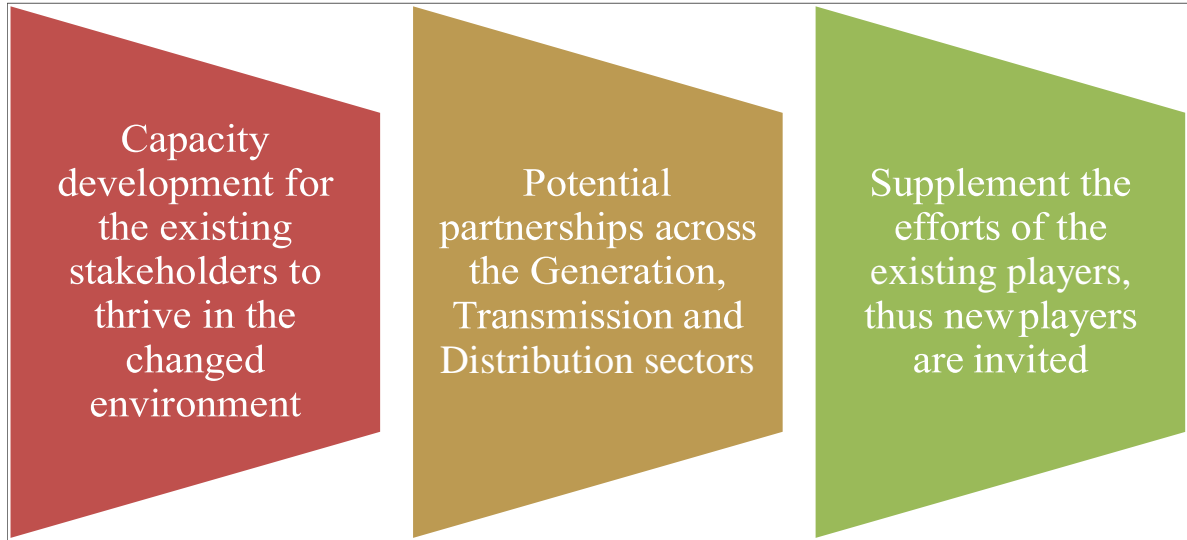 Capacity
development for
the existing
stakeholders to
thrive in the
changed
environment
Potential
partnerships across
the Generation,
Transmission and
Distribution sectors
Supplement the
efforts of the
existing players,
thus new players
are invited